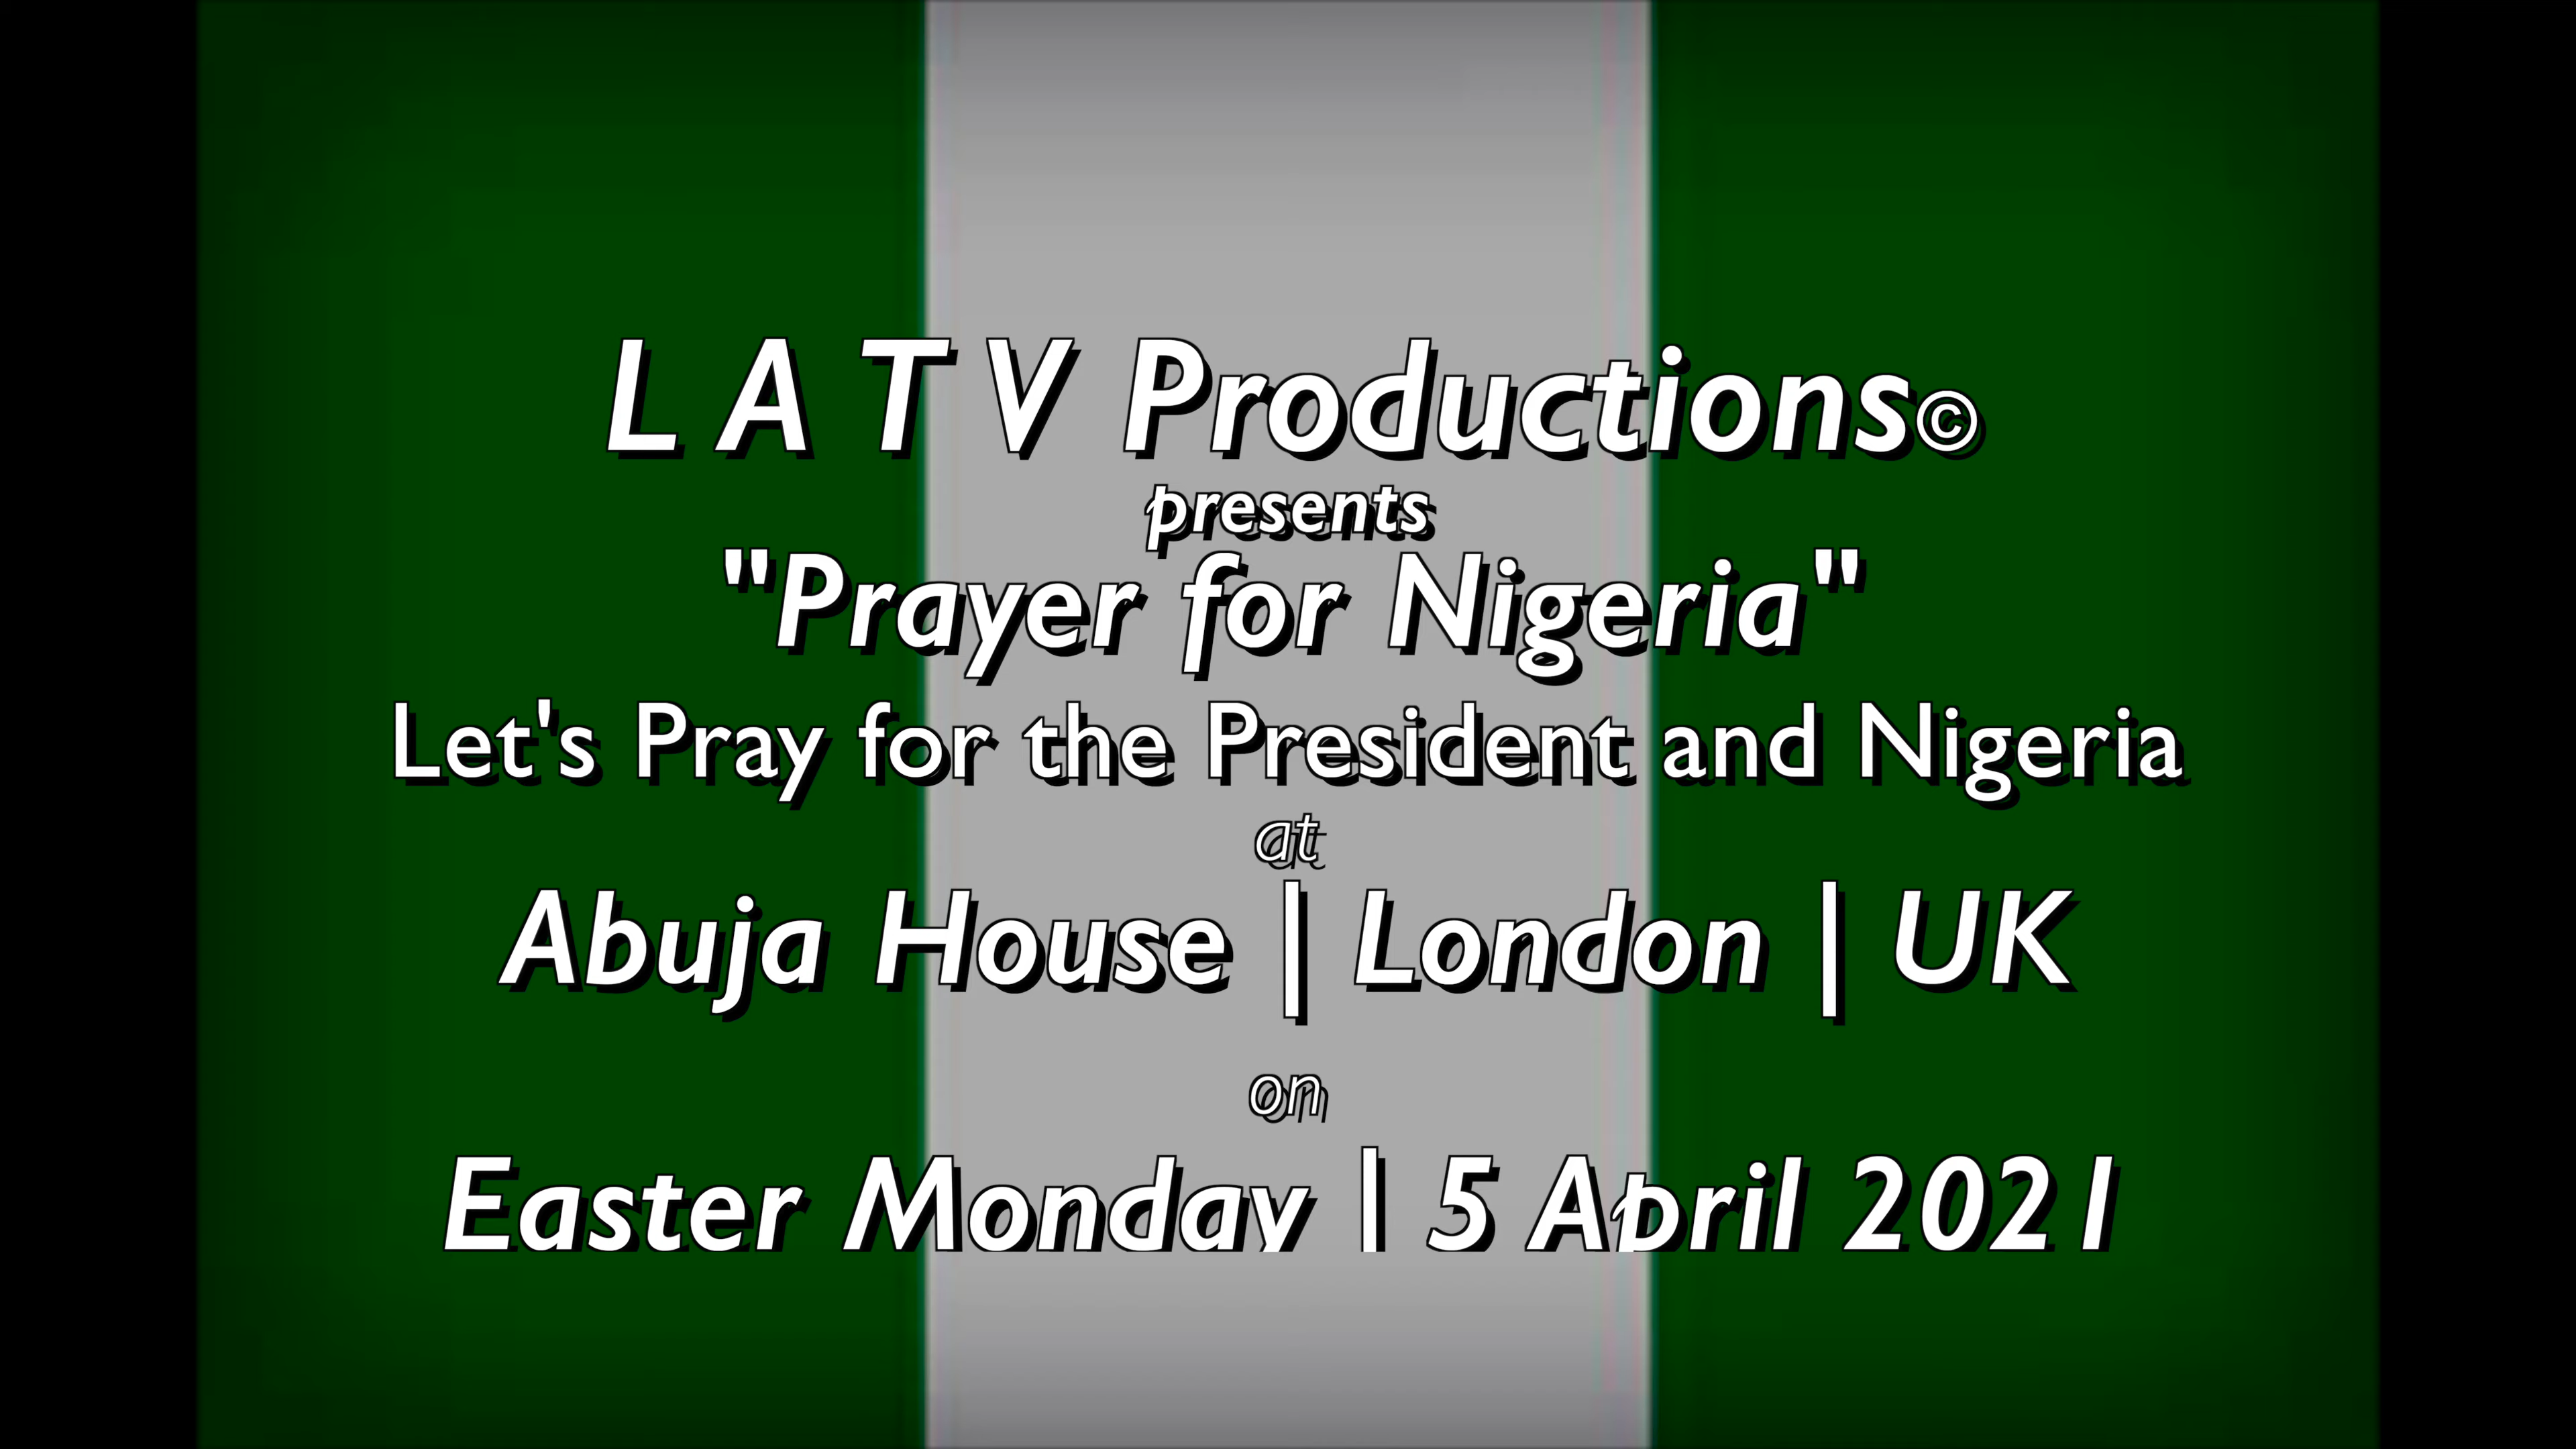 L A T V Productions©
presents
"Prayer for Nigeria"
Let's Pray for the President and Nigeria
at
Abuja House | London | UK
on
Easter Monday | 5 April 2021